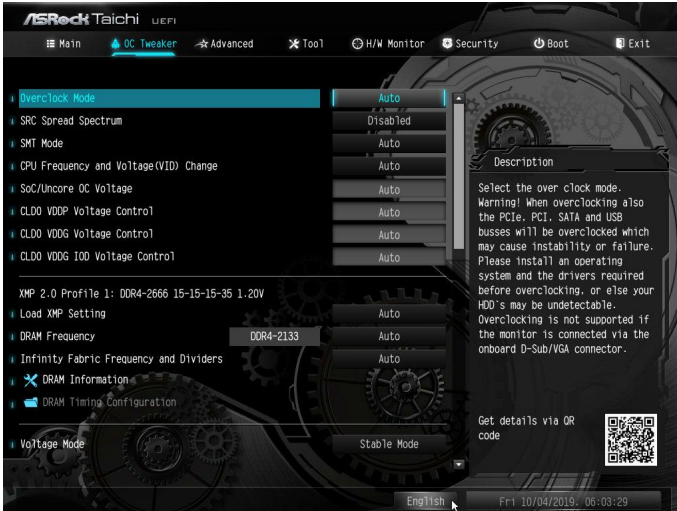 ASRock Taichi UEFI
Main OC Tweaker Advanced Tool H/W Monitor Security Boot Exit
Overclock Mode Auto
SRC Spread Spectrum Disabled
SMT Mode Auto
CPU Frequency and Voltage(VID) Change Auto
SoC/Uncore OC Voltage Auto
CLDO VDDP Voltage Control Auto
CLDO VDDG Voltage Control Auto
CLDO VDDG IOD Voltage Control Auto
XMP 2.0 Profile 1: DDR4-2666 15-15-15-35 1.20V
Load XMP Setting Auto
DRAM Frequency DDR4-2133 Auto
Infinity Fabric Frequency and Dividers Auto
DRAM Information
DRAM Timing Configuration
Voltage Mode Stable Mode
Description
Select the over clock mode.
Warning! When overclocking also
the PCIe, PCI, SATA and USB
busses will be overclocked which
may cause instability or failure.
Please install an operating
system and the drivers required
before overclocking, or else your
HDD`s may be undetectable.
Overclocking is not supported if
the monitor is connected via the
onboard D-Sub/VGA connector.
Get details via QR
code
English Fri 10/04/2019, 06:03:29